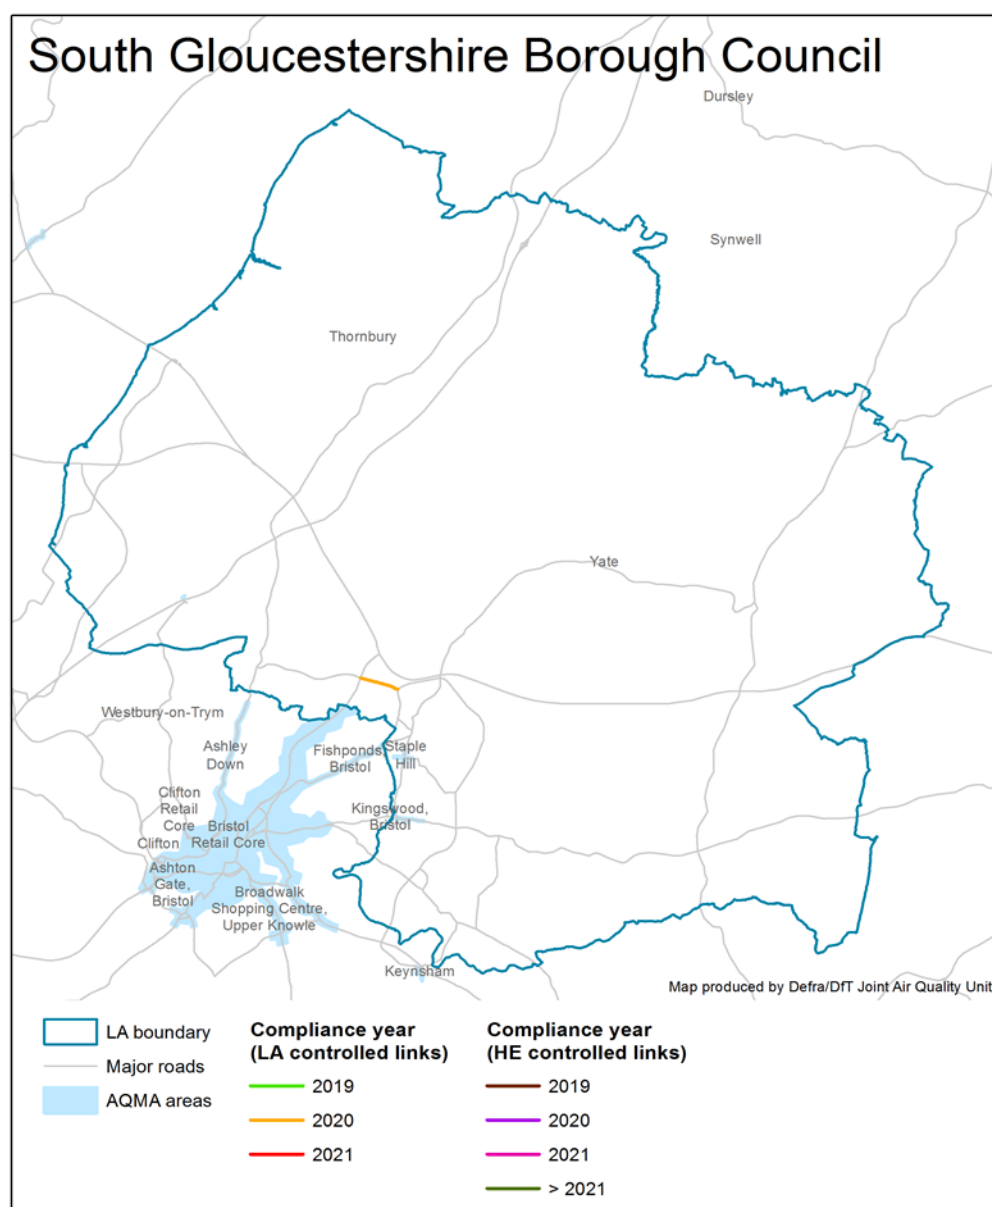 South Gloucestershire Borough Council
Dursley
Synwell
Thornbury
Yate
Westbury-on-Trym
Ashley
Down
Fishponds,
Bristol
Staple
Hill
Clifton
Retail
Core
Clifton
Bristol
Retail Core
Kingswood,
Bristol
Ashton
Gate,
Bristol
Broadwalk
Shopping Centre,
Upper Knowle
Keynsham
Map produced by Defra/DfT Joint Air Quality Unit
LA boundary
Major roads
AQMA areas
Compliance year
(LA controlled links)
2019
2020
2021
Compliance year
(HE controlled links)
2019
2020
2021
> 2021